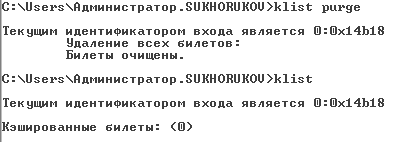 C:\Users\Администратор.SUKHORUKOV>klist purge
Текущим идентификатором входа является 0:0x14b18
Удаление всех билетов:
Билеты очищены.
C:\Users\Администратор.SUKHORUKOV>klist
Текущим идентификатором входа является 0:0x14b18
Кэшированные билеты: (0)